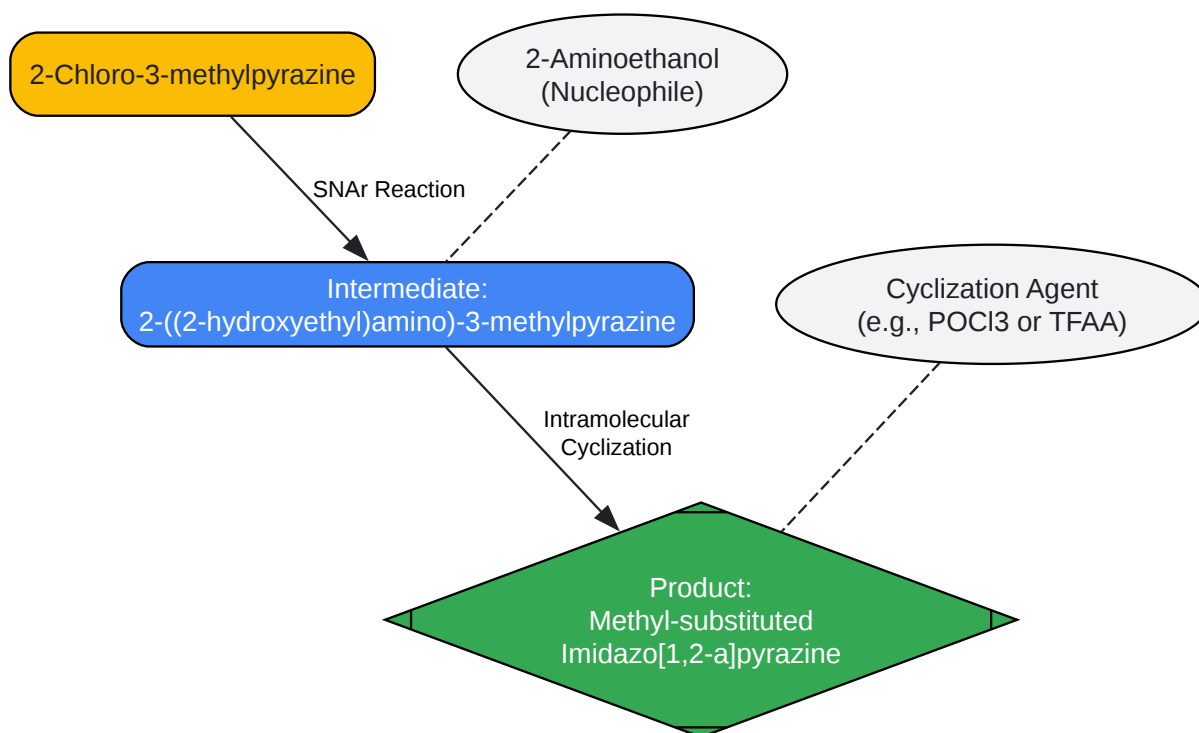 2-Chloro-3-methylpyrazine
2-Aminoethanol
(Nucleophile)
SNAr Reaction
Intermediate:
2-((2-hydroxyethyl)amino)-3-methylpyrazine
Cyclization Agent
(e.g., POCl3 or TFAA)
Intramolecular
Cyclization
Product:
Methyl-substituted
Imidazo[1,2-a]pyrazine